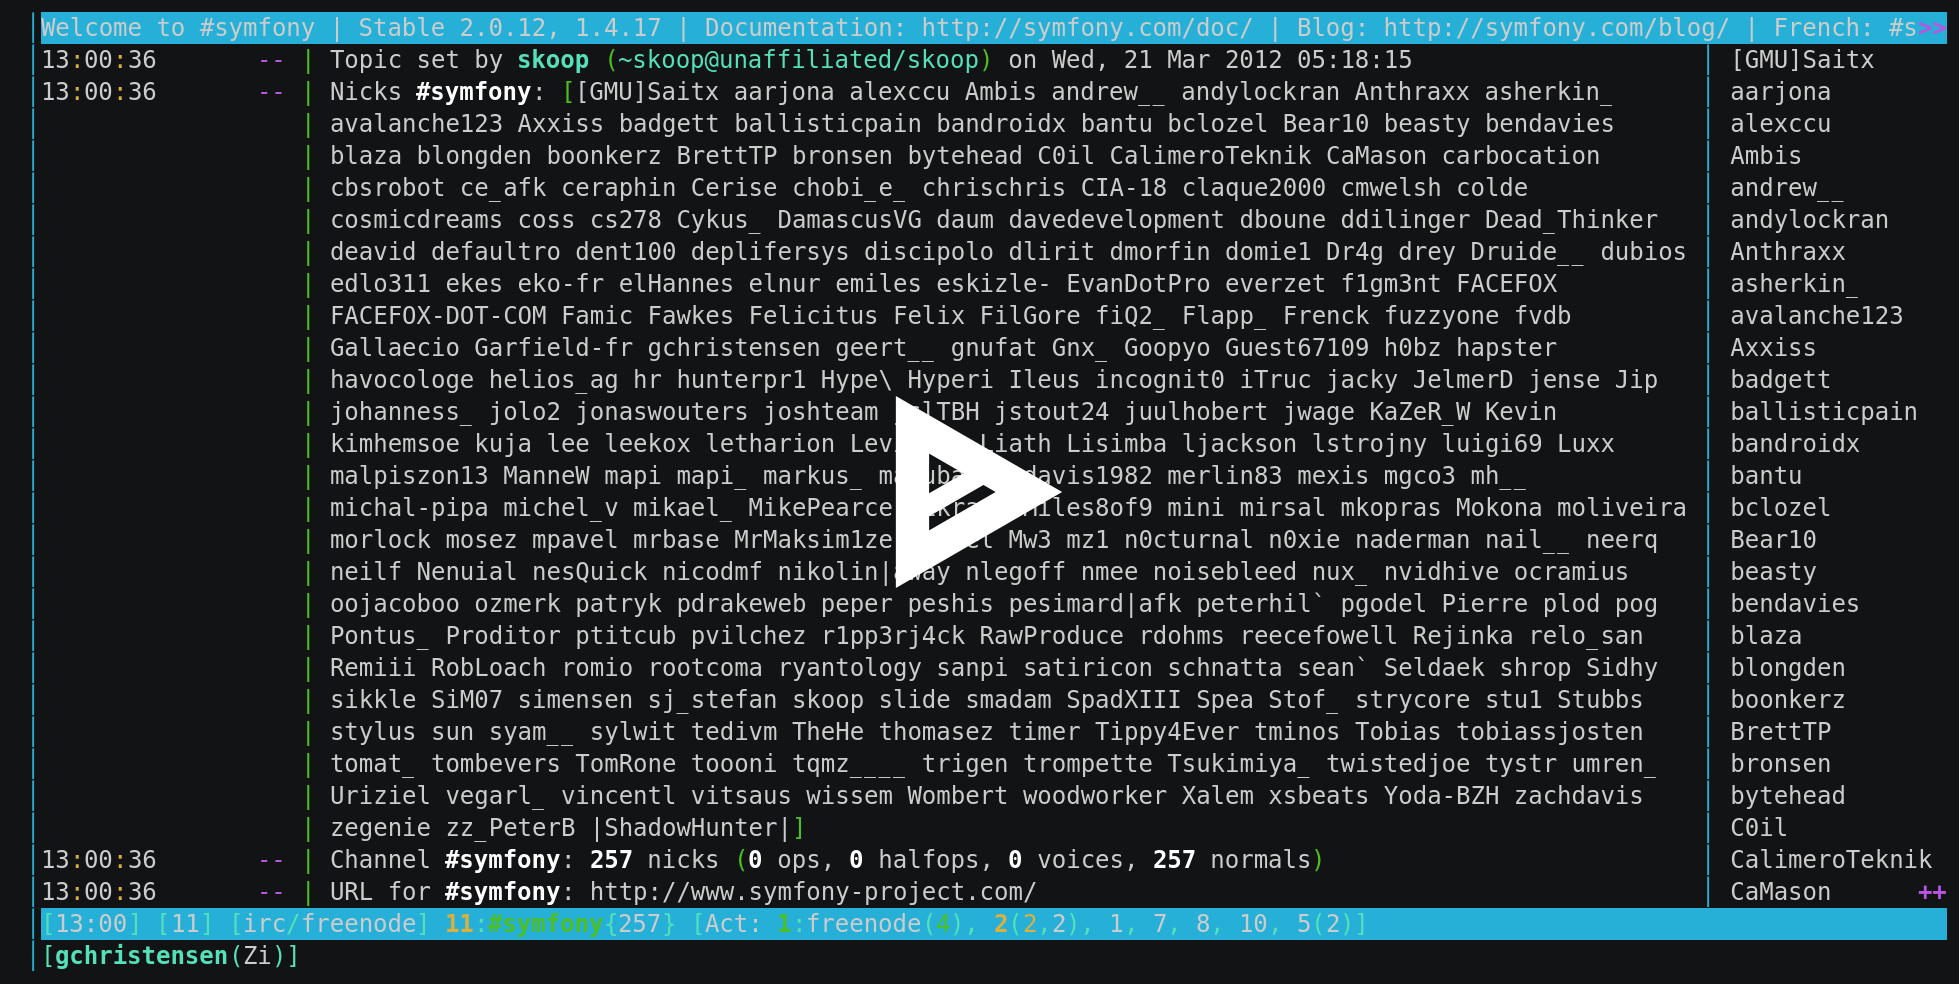 Welcome to #symfony | Stable 2.0.12, 1.4.17 | Documentation: http://symfony.com/doc/ | Blog: http://symfony.com/blog/ | French: #s>>
13:00:36 -- | Topic set by skoop (~skoop@unaffiliated/skoop) on Wed, 21 Mar 2012 05:18:15 | [GMU]Saitx
13:00:36 -- | Nicks #symfony: [[GMU]Saitx aarjona alexccu Ambis andrew__ andylockran Anthraxx asherkin_ | aarjona
| avalanche123 Axxiss badgett ballisticpain bandroidx bantu bclozel Bear10 beasty bendavies | alexccu
| blaza blongden boonkerz BrettTP bronsen bytehead C0il CalimeroTeknik CaMason carbocation | Ambis
| cbsrobot ce_afk ceraphin Cerise chobi_e_ chrischris CIA-18 claque2000 cmwelsh colde | andrew__
| cosmicdreams coss cs278 Cykus_ DamascusVG daum davedevelopment dboune ddilinger Dead_Thinker | andylockran
| deavid defaultro dent100 deplifersys discipolo dlirit dmorfin domie1 Dr4g drey Druide__ dubios | Anthraxx
| edlo311 ekes eko-fr elHannes elnur emiles eskizle- EvanDotPro everzet f1gm3nt FACEFOX | asherkin_
| FACEFOX-DOT-COM Famic Fawkes Felicitus Felix FilGore fiQ2_ Flapp_ Frenck fuzzyone fvdb | avalanche123
| Gallaecio Garfield-fr gchristensen geert__ gnufat Gnx_ Goopyo Guest67109 h0bz hapster | Axxiss
| havocologe helios_ag hr hunterpr1 Hype\ Hyperi Ileus incognit0 iTruc jacky JelmerD jense Jip | badgett
| johanness_ jolo2 jonaswouters joshteam jstout24 juulhobert jwage KaZeR_W Kevin | ballisticpain
| kimhemsoe kuja lee leekox letharion Liath Lisimba ljackson lstrojny luigi69 Luxx | bandroidx
| malpiszon13 ManneW mapi mapi_ markus_ merlin83 mexis mgco3 mh__ | bantu
| michal-pipa michel_v mikael_ MikePearce mini mirsal mkopras Mokona moliveira | bclozel
| morlock mosez mpavel mrbase Mw3 mz1 n0cturnal n0xie naderman nail__ neerq | Bear10
| neilf Nenuial nesQuick nicodmf nikolin|away nlegoff nmee noisebleed nux_ nvidhive ocramius | beasty
| oojacoboo ozmerk patryk pdrakeweb peper peshis pesimard|afk peterhil` pgodel Pierre plod pog | bendavies
| Pontus_ Proditor ptitcub pvilchez r1pp3rj4ck RawProduce rdohms reecefowell Rejinka relo_san | blaza
| Remiii RobLoach romio rootcoma ryantology sanpi satiricon schnatta sean` Seldaek shrop Sidhy | blongden
| sikkle SiM07 simensen sj_stefan skoop slide smadam SpadXIII Spea Stof_ strycore stu1 Stubbs | boonkerz
| stylus sun syam__ sylwit tedivm TheHe thomasez timer Tippy4Ever tminos Tobias tobiassjosten | BrettTP
| tomat_ tombevers TomRone toooni tqmz____ trigen trompette Tsukimiya_ twistedjoe tystr umren_ | bronsen
| Uriziel vegarl_ vincentl vitsaus wissem Wombert woodworker Xalem xsbeats Yoda-BZH zachdavis | bytehead
| zegenie zz_PeterB |ShadowHunter|] | C0il
13:00:36 -- | Channel #symfony: 257 nicks (0 ops, 0 halfops, 0 voices, 257 normals) | CalimeroTeknik
13:00:36 -- | URL for #symfony: http://www.symfony-project.com/ | CaMason ++
[13:00] [11] [irc/freenode] 11:#symfony{257} [Act: 1:freenode(4), 2(2,2), 1, 7, 8, 10, 5(2)]
[gchristensen(Zi)]